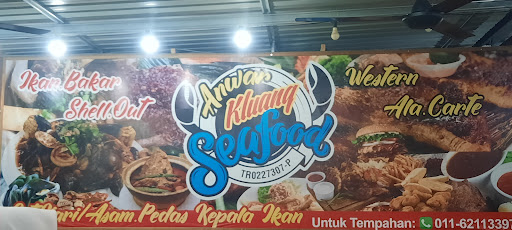 Ikan Bakar
Shell Out
Anwar
Kluang
Seafood
TR0227307-P
Western
Ala.Carte
Kari/Asam.Pedas Kepala Ikan
Untuk Tempahan: 011-62113397